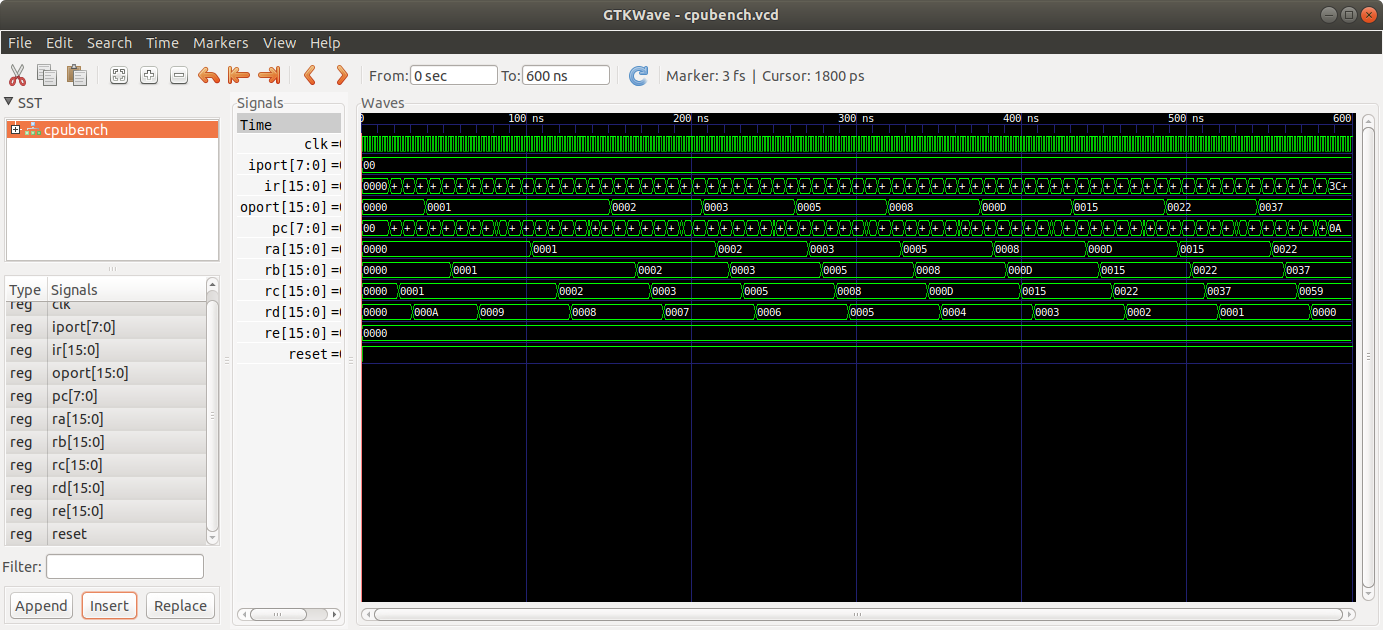 GTKWave - cpubench.vcd
File Edit Search Time Markers View Help
From: 0 sec To: 600 ns Marker: 3 fs | Cursor: 1800 ps
SST
cpubench
Type Signals
reg clk
reg iport[7:0]
reg ir[15:0]
reg oport[15:0]
reg pc[7:0]
reg ra[15:0]
reg rb[15:0]
reg rc[15:0]
reg rd[15:0]
reg re[15:0]
reg reset
Filter:
Append Insert Replace
Signals
Time
clk =
iport[7:0] =
ir[15:0] =
oport[15:0] =
pc[7:0] =
ra[15:0] =
rb[15:0] =
rc[15:0] =
rd[15:0] =
re[15:0] =
reset =
Waves
0 100 ns 200 ns 300 ns 400 ns 500 ns 600
00
0000 + + + + + + + + + + + + + + + + + + + + + + + + + + + + + + + + + + + + + + + + + + + + + + + + + + + + + + + + + + + + + + + + + + + + + 3C+
0000 0001 0002 0003 0005 0008 000D 0015 0022 0037
00 + + + + + + + + + + + + + + + + + + + + + + + + + + + + + + + + + + + + + + + + + + + + + + + + + + + + + + + + + + + + + + + + + + + + + 0A
0000 0001 0002 0003 0005 0008 000D 0015 0022
0000 0001 0002 0003 0005 0008 000D 0015 0022 0037
0000 0001 0002 0003 0005 0008 000D 0015 0022 0037 0059
0000 000A 0009 0008 0007 0006 0005 0004 0003 0002 0001 0000
0000